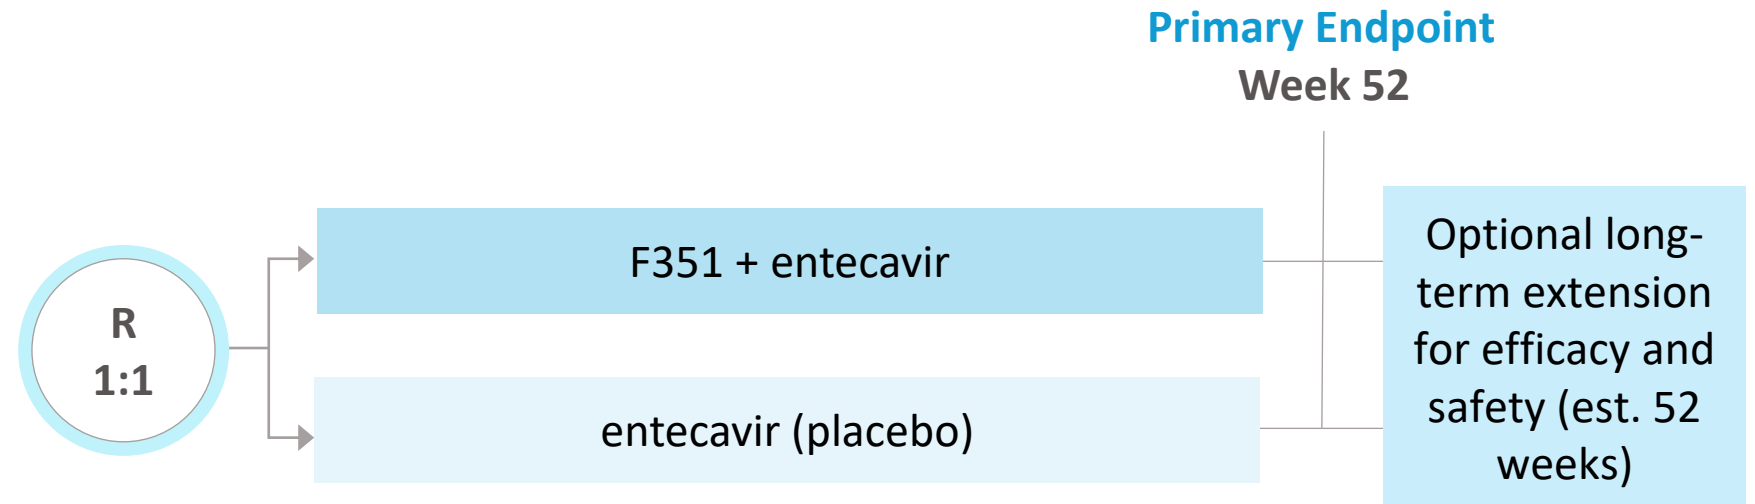 Primary Endpoint
Week 52
R
1:1
F351 + entecavir
entecavir (placebo)
Optional long-
term extension
for efficacy and
safety (est. 52
weeks)